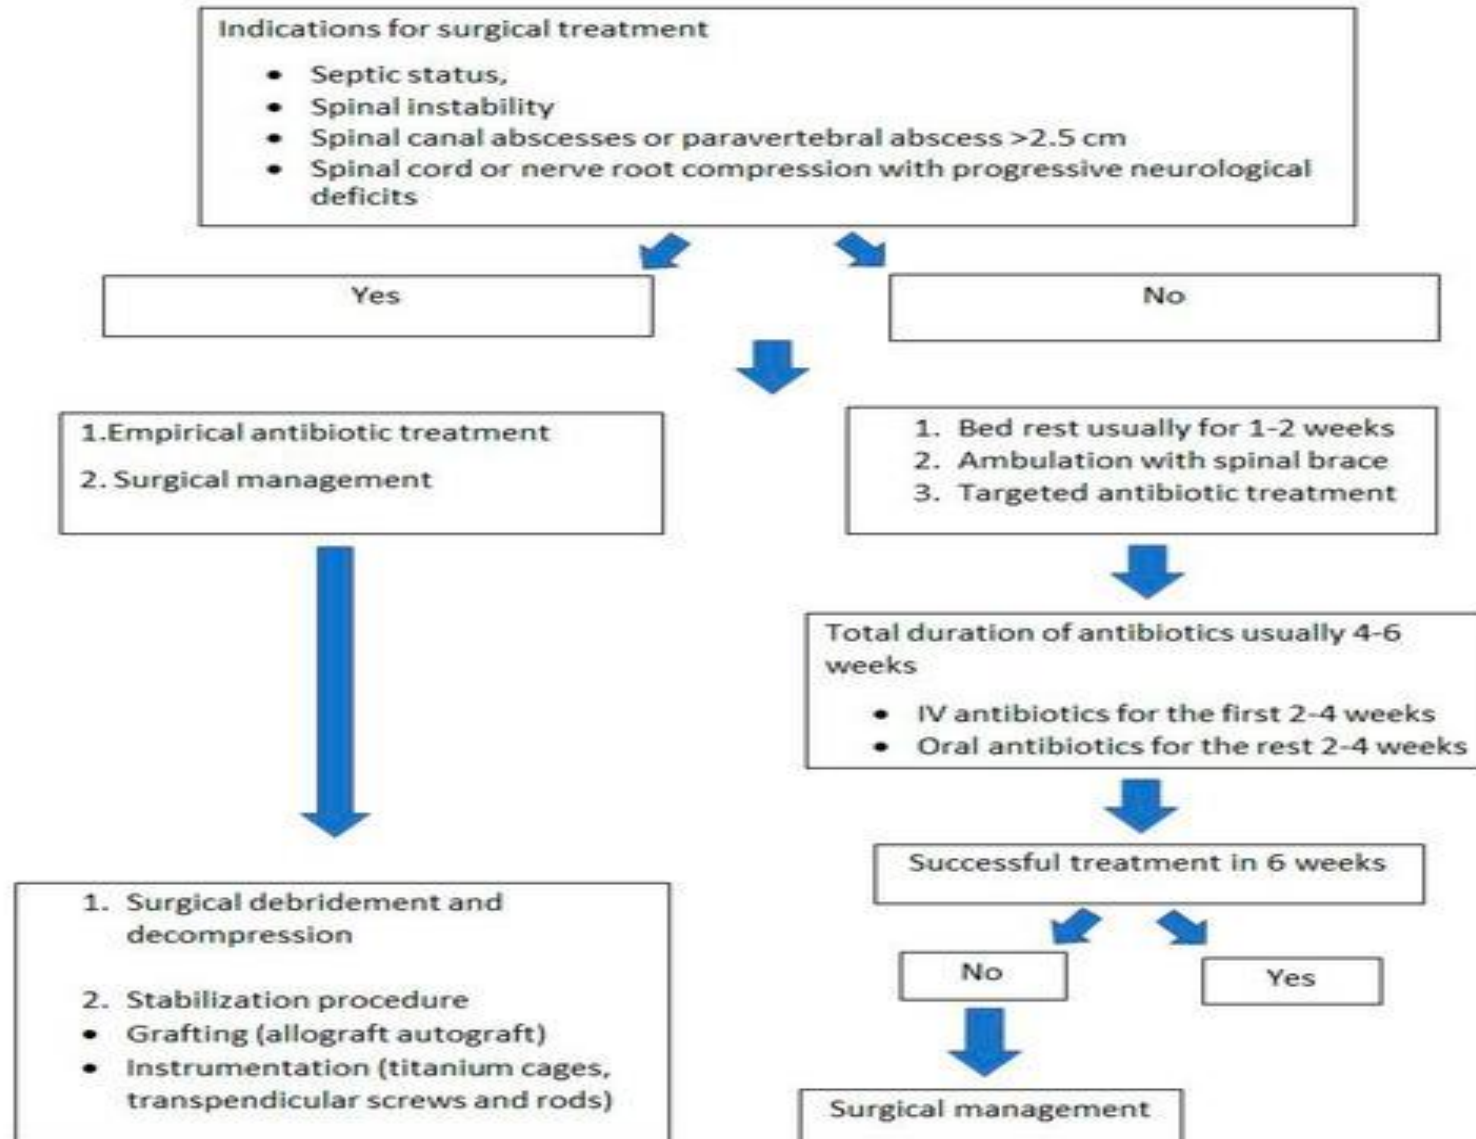 Indications for surgical treatment
• Septic status,
• Spinal instability
• Spinal canal abscesses or paravertebral abscess >2.5 cm
• Spinal cord or nerve root compression with progressive neurological
deficits
Yes
No
1.Empirical antibiotic treatment
2. Surgical management
1. Bed rest usually for 1-2 weeks
2. Ambulation with spinal brace
3. Targeted antibiotic treatment
Total duration of antibiotics usually 4-6
weeks
• IV antibiotics for the first 2-4 weeks
• Oral antibiotics for the rest 2-4 weeks
Successful treatment in 6 weeks
No
Yes
1. Surgical debridement and
decompression
2. Stabilization procedure
• Grafting (allograft autograft)
• Instrumentation (titanium cages,
transpendicular screws and rods)
Surgical management